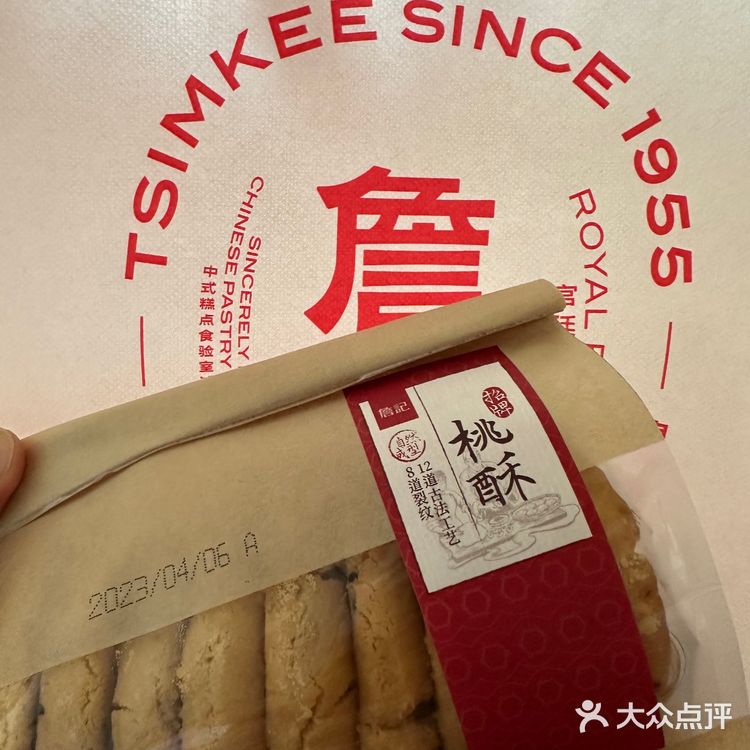 TSIMKEE SINCE 1955
詹
SINCERELY
CHINESE PASTRY
中式糕点食验室
ROYAL
宫廷
詹記
招牌
桃酥
自然
成型
12道古法工艺
8道裂纹
2023/04/06 A
大众点评